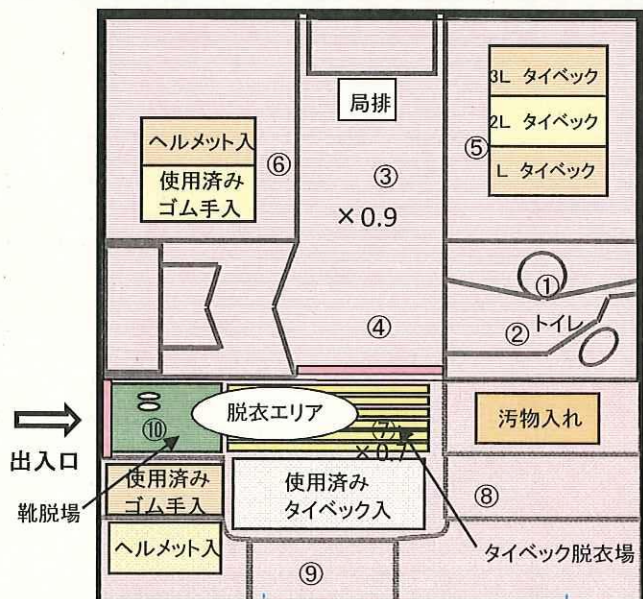 3L タイベック
2L タイベック
L タイベック
局排
ヘルメット入
使用済み
ゴム手入
⑥
③
⑤
×0.9
①
④
② トイレ
脱衣エリア
⑩
(7)
×0.7
汚物入れ
出入口
使用済み
ゴム手入
使用済み
タイベック入
⑧
靴脱場
ヘルメット入
タイベック脱衣場
⑨